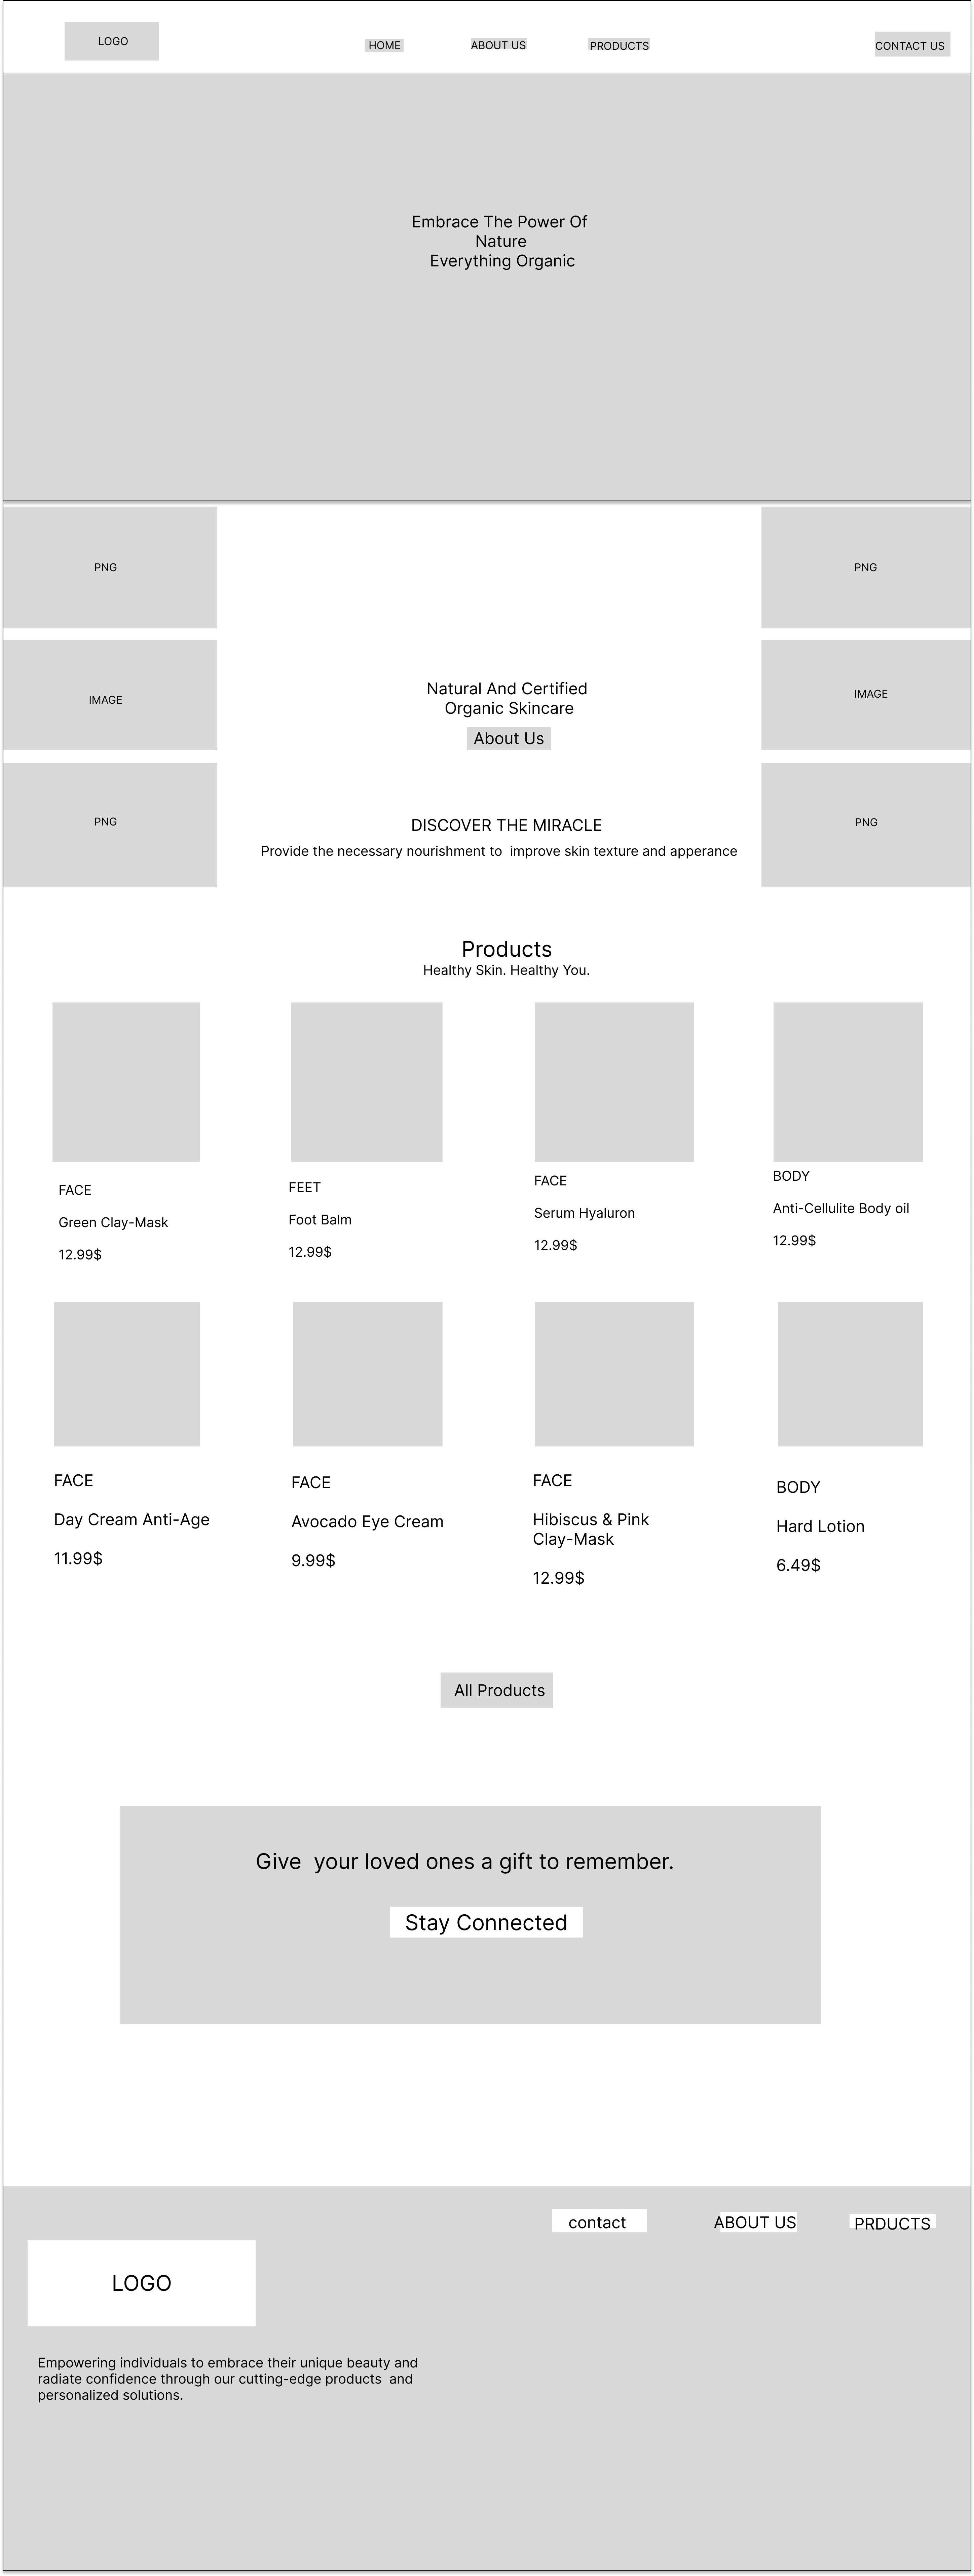 LOGO
HOME
ABOUT US
PRODUCTS
CONTACT US
Embrace The Power Of
Nature
Everything Organic
PNG
PNG
IMAGE
IMAGE
Natural And Certified
Organic Skincare
About Us
PNG
PNG
DISCOVER THE MIRACLE
Provide the necessary nourishment to  improve skin texture and apperance
Products
Healthy Skin. Healthy You.
FACE
Green Clay-Mask
12.99$
FEET
Foot Balm
12.99$
FACE
Serum Hyaluron
12.99$
BODY
Anti-Cellulite Body oil
12.99$
FACE
Day Cream Anti-Age
11.99$
FACE
Avocado Eye Cream
9.99$
FACE
Hibiscus & Pink
Clay-Mask
12.99$
BODY
Hard Lotion
6.49$
All Products
Give  your loved ones a gift to remember.
Stay Connected
contact
ABOUT US
PRDUCTS
LOGO
Empowering individuals to embrace their unique beauty and
radiate confidence through our cutting-edge products  and
personalized solutions.